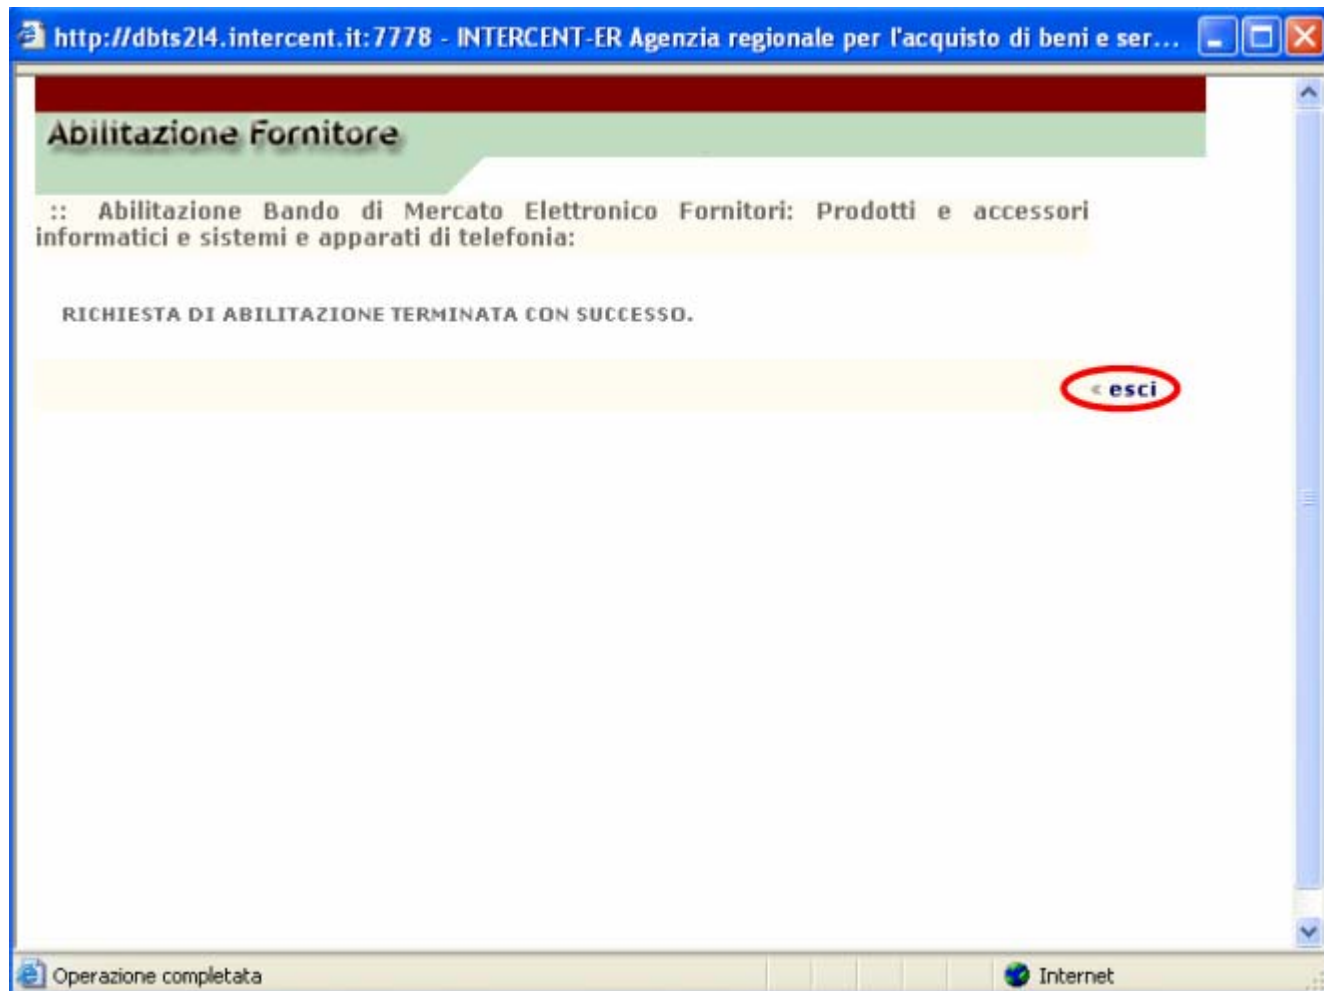 http://dbts2l4.intercent.it:7778 - INTERCENT-ER Agenzia regionale per l'acquisto di beni e ser...
Abilitazione Fornitore
:: Abilitazione Bando di Mercato Elettronico Fornitori: Prodotti e accessori
informatici e sistemi e apparati di telefonia:
RICHIESTA DI ABILITAZIONE TERMINATA CON SUCCESSO.
« esci
Operazione completata
Internet